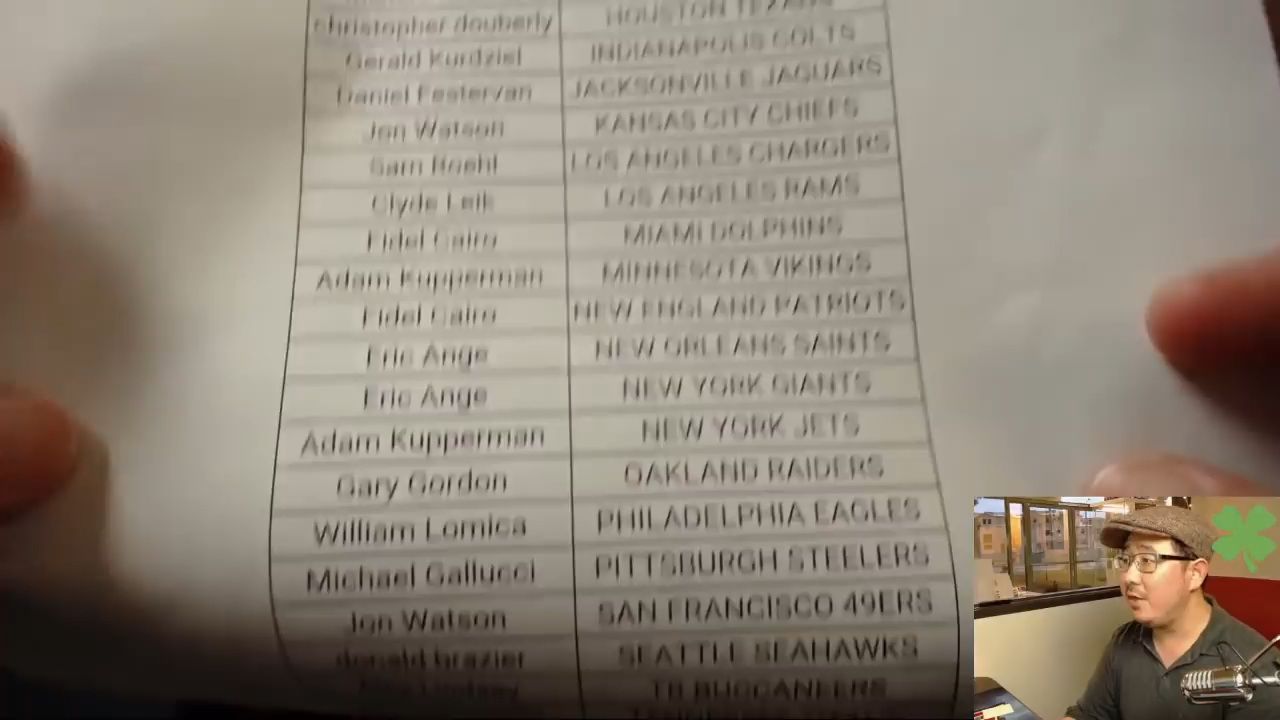 christopher douberly HOUSTON TEXANS
Gerald Kurdziel INDIANAPOLIS COLTS
Daniel Festervan JACKSONVILLE JAGUARS
Jon Watson KANSAS CITY CHIEFS
Sam Roehl LOS ANGELES CHARGERS
Clyde Leik LOS ANGELES RAMS
Fidel Cairo MIAMI DOLPHINS
Adam Kupperman MINNESOTA VIKINGS
Fidel Cairo NEW ENGLAND PATRIOTS
Eric Ange NEW ORLEANS SAINTS
Eric Ange NEW YORK GIANTS
Adam Kupperman NEW YORK JETS
Gary Gordon OAKLAND RAIDERS
William Lomica PHILADELPHIA EAGLES
Michael Gallucci PITTSBURGH STEELERS
Jon Watson SAN FRANCISCO 49ERS
donald brazier SEATTLE SEAHAWKS
Lindsay TB BUCCANEERS